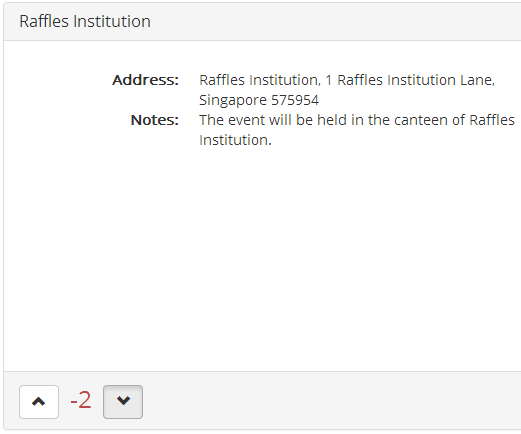 Raffles Institution
Address: Raffles Institution, 1 Raffles Institution Lane,
Singapore 575954
Notes: The event will be held in the canteen of Raffles
Institution.
-2